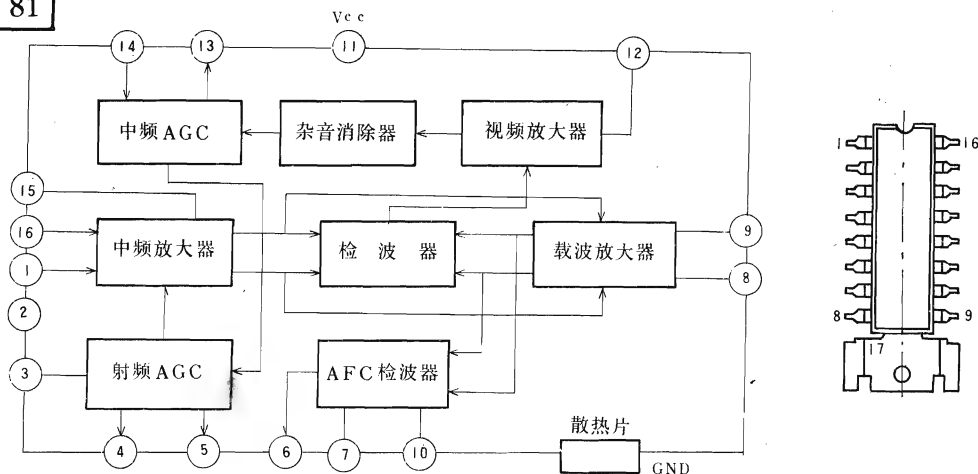 81
Vcc
14 13 11 12
中频AGC 杂音消除器 视频放大器
1 16
15
16 中频放大器 检波器 载波放大器 9
1 8
2
3 射频AGC AFC检波器
8 9
17
4 5 6 7 10 散热片
GND